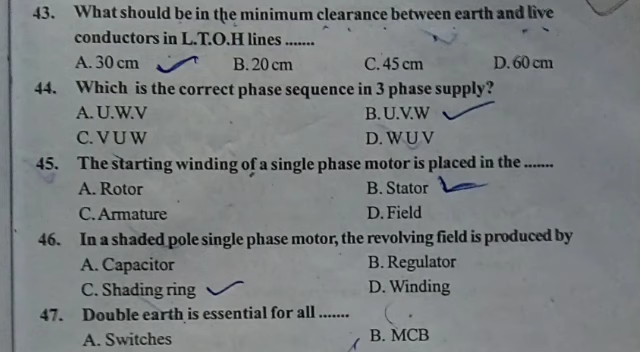 43. What should be in the minimum clearance between earth and live
conductors in L.T.O.H lines .......
A. 30 cm B. 20 cm C. 45 cm D. 60 cm
44. Which is the correct phase sequence in 3 phase supply?
A. U.W.V B. U.V.W
C. V U W D. W U V
45. The starting winding of a single phase motor is placed in the .......
A. Rotor B. Stator
C. Armature D. Field
46. In a shaded pole single phase motor, the revolving field is produced by
A. Capacitor B. Regulator
C. Shading ring D. Winding
47. Double earth is essential for all .......
A. Switches B. MCB